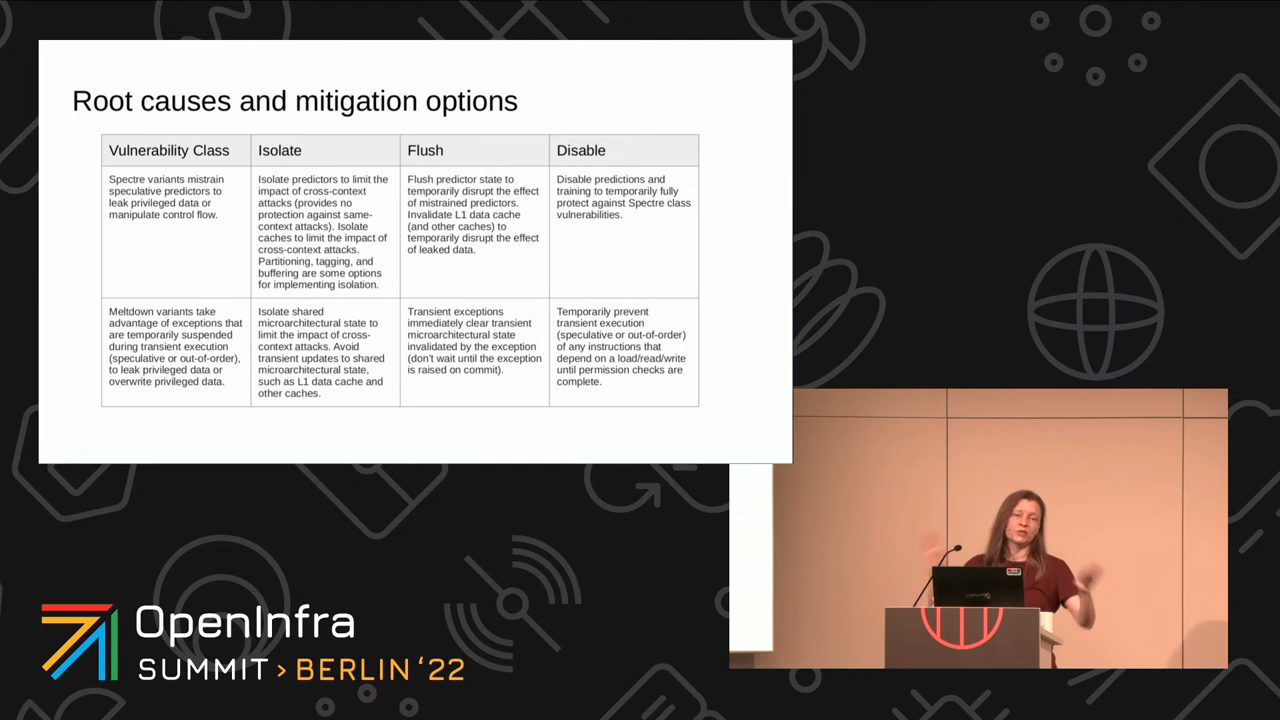 Root causes and mitigation options
Vulnerability Class
Isolate
Flush
Disable
Spectre variants mistrain
speculative predictors to
leak privileged data or
manipulate control flow.
Isolate predictors to limit the
impact of cross-context
attacks (provides no
protection against same-
context attacks). Isolate
caches to limit the impact of
cross-context attacks.
Partitioning, tagging, and
buffering are some options
for implementing isolation.
Flush predictor state to
temporarily disrupt the effect
of mistrained predictors.
Invalidate L1 data cache
(and other caches) to
temporarily disrupt the effect
of leaked data.
Disable predictions and
training to temporarily fully
protect against Spectre class
vulnerabilities.
Meltdown variants take
advantage of exceptions that
are temporarily suspended
during transient execution
(speculative or out-of-order),
to leak privileged data or
overwrite privileged data.
Isolate shared
microarchitectural state to
limit the impact of cross-
context attacks. Avoid
transient updates to shared
microarchitectural state,
such as L1 data cache and
other caches.
Transient exceptions
immediately clear transient
microarchitectural state
invalidated by the exception
(don't wait until the exception
is raised on commit).
Temporarily prevent
transient execution
(speculative or out-of-order)
of any instructions that
depend on a load/read/write
until permission checks are
complete.
OpenInfra
SUMMIT > BERLIN '22